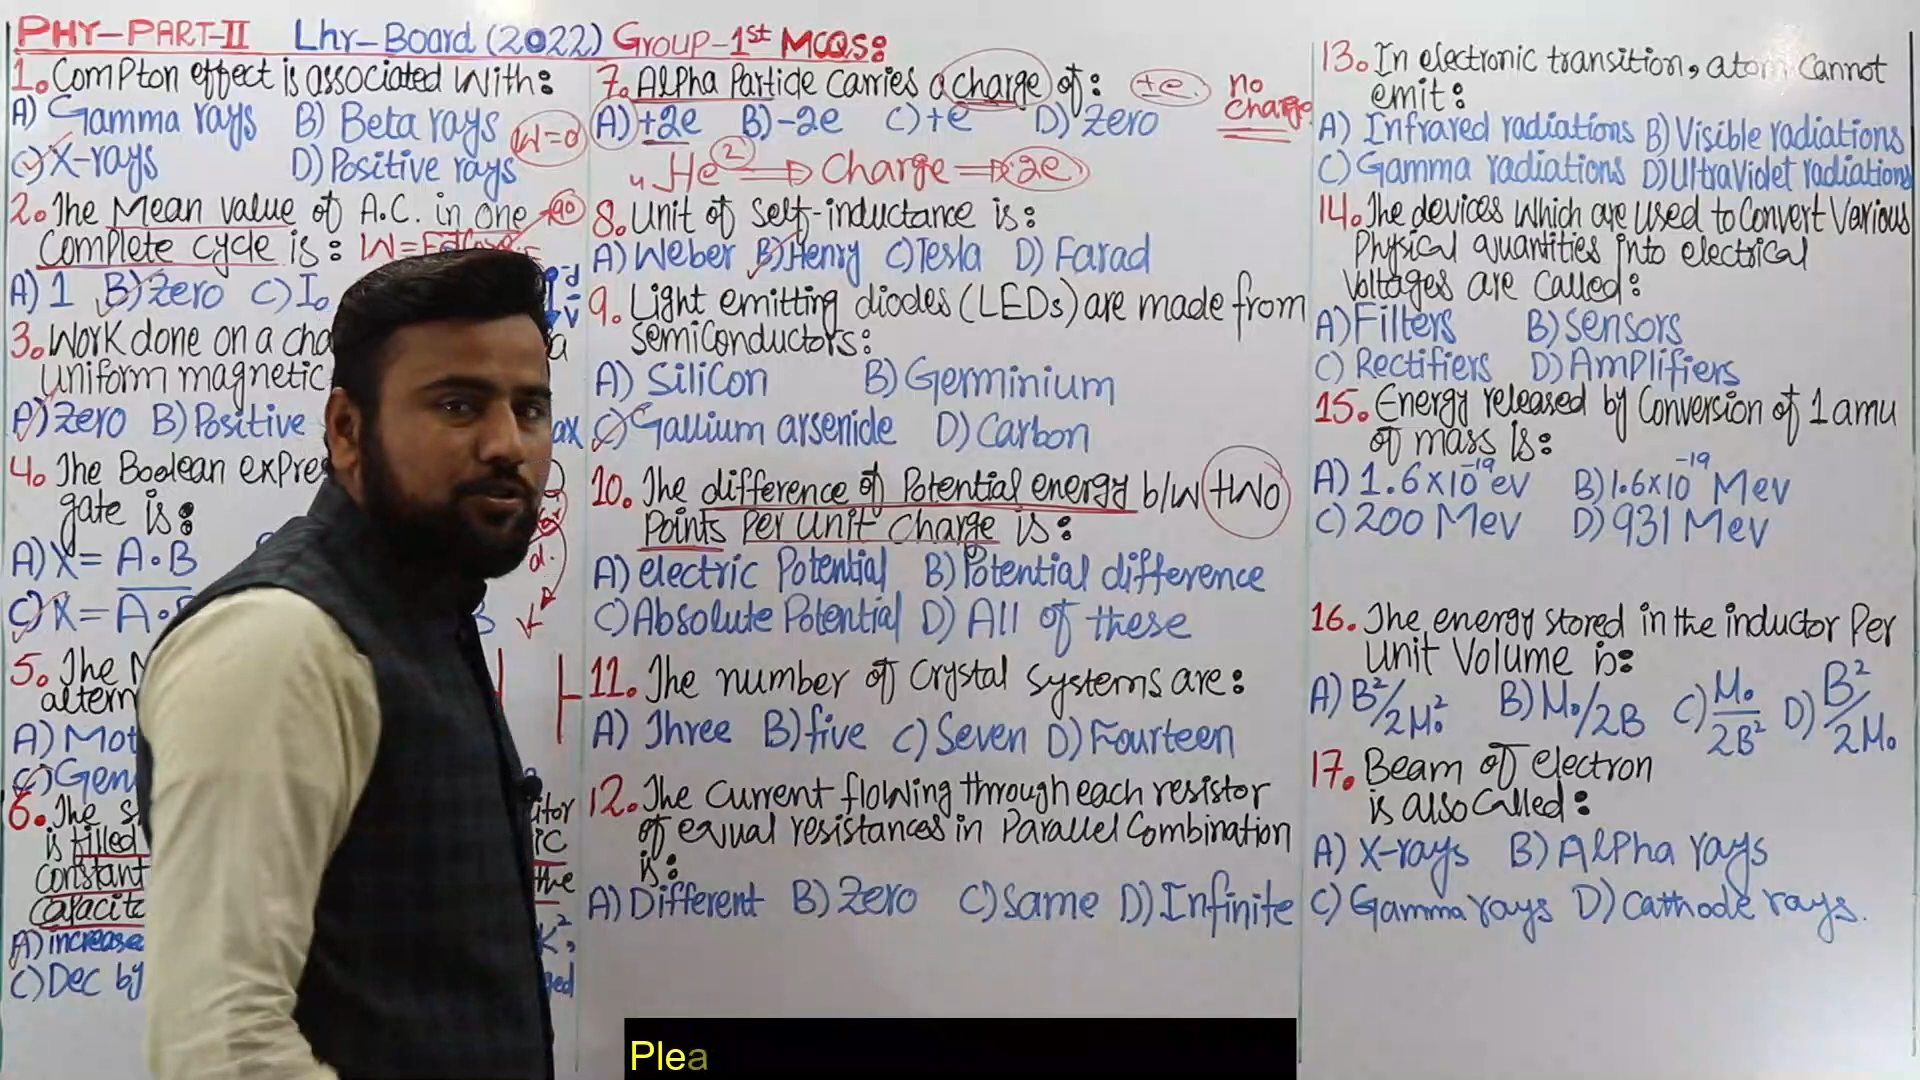 PHY-PART-II Lhr-Board (2022) Group-1st MCQS:
1. Compton effect is associated with:
A) Gamma rays B) Beta rays
C) X-rays D) Positive rays
W=0
2. The Mean value of A.C. in one
Complete cycle is:
90
A) 1 B) Zero C) I₀
3. Work done on a
a
uniform magnetic
A) Zero B) Positive
4. The Boolean
gate is:
A) X = A·B
C) X =
5. The
A)
C)
6. The
is filled
constant
the
A) increase
K²,
C) Dec by
7. Alpha Particle carries a charge of: ±e no
charge
A) +2e B) -2e C) +e D) Zero
₄He² ⇒ Charge ⇒ 2e
8. Unit of self-inductance is:
A) Weber B) Henry C) Tesla D) Farad
9. Light emitting diodes (LEDs) are made from
semiconductors:
A) Silicon B) Germinium
C) Gallium arsenide D) Carbon
10. The difference of Potential energy b/w two
Points Per unit charge is:
A) electric Potential B) Potential difference
C) Absolute Potential D) All of these
11. The number of Crystal systems are:
A) Three B) five C) Seven D) Fourteen
12. The current flowing through each resistor
of equal resistances in Parallel Combination
is:
A) Different B) Zero C) Same D) Infinite
13. In electronic transition, atom cannot
emit:
A) Infrared radiations B) Visible radiations
C) Gamma radiations D) Ultraviolet radiations
14. The devices which are used to Convert Various
Physical quantities into electrical
Voltages are called:
A) Filters B) Sensors
C) Rectifiers D) Amplifiers
15. Energy released by Conversion of 1 amu
of mass is:
A) 1.6×10⁻¹⁹ ev B) 1.6×10⁻¹⁹ Mev
C) 200 Mev D) 931 Mev
16. The energy stored in the inductor Per
Unit Volume is:
A) B²/2M₀² B) M₀/2B C) M₀/2B² D) B²/2M₀
17. Beam of electron
is also called:
A) X-rays B) Alpha rays
C) Gamma rays D) Cathode rays.
Plea